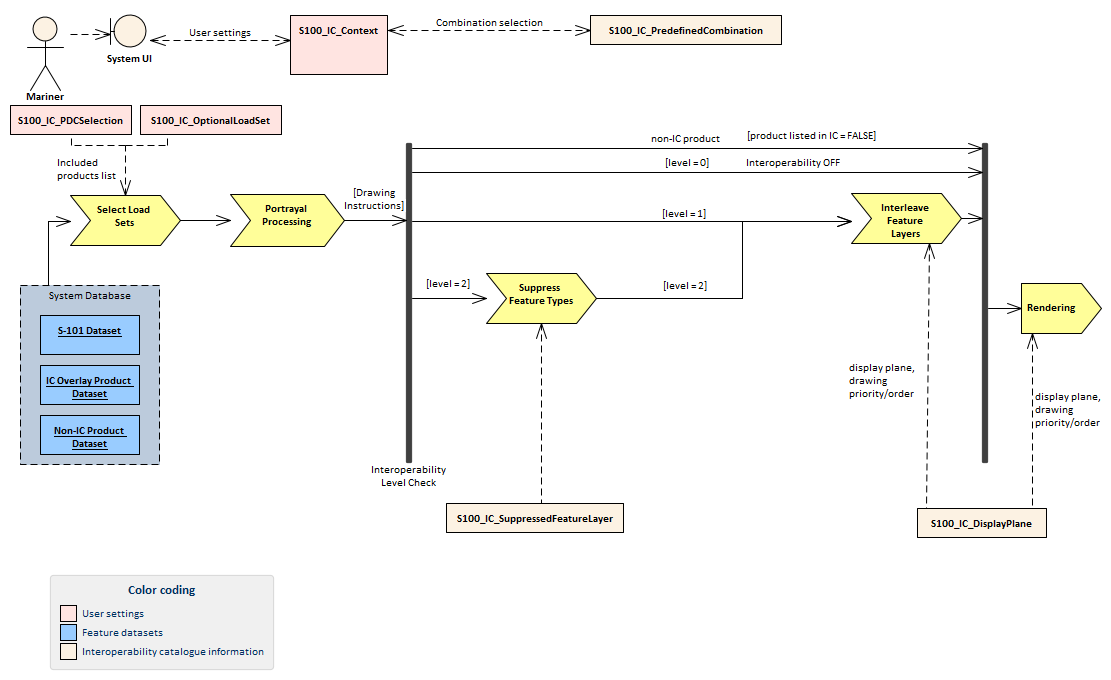 Mariner
System UI
User settings
S100_IC_Context
Combination selection
S100_IC_PredefinedCombination
S100_IC_PDCSelection
S100_IC_OptionalLoadSet
Included
products list
Select Load
Sets
Portrayal
Processing
[Drawing
Instructions]
non-IC product
[product listed in IC = FALSE]
[level = 0]
Interoperability OFF
[level = 1]
Interleave
Feature
Layers
[level = 2]
Suppress
Feature Types
[level = 2]
Rendering
System Database
S-101 Dataset
IC Overlay Product
Dataset
Non-IC Product
Dataset
display plane,
drawing
priority/order
display plane,
drawing
priority/order
Interoperability
Level Check
S100_IC_SuppressedFeatureLayer
S100_IC_DisplayPlane
Color coding
User settings
Feature datasets
Interoperability catalogue information